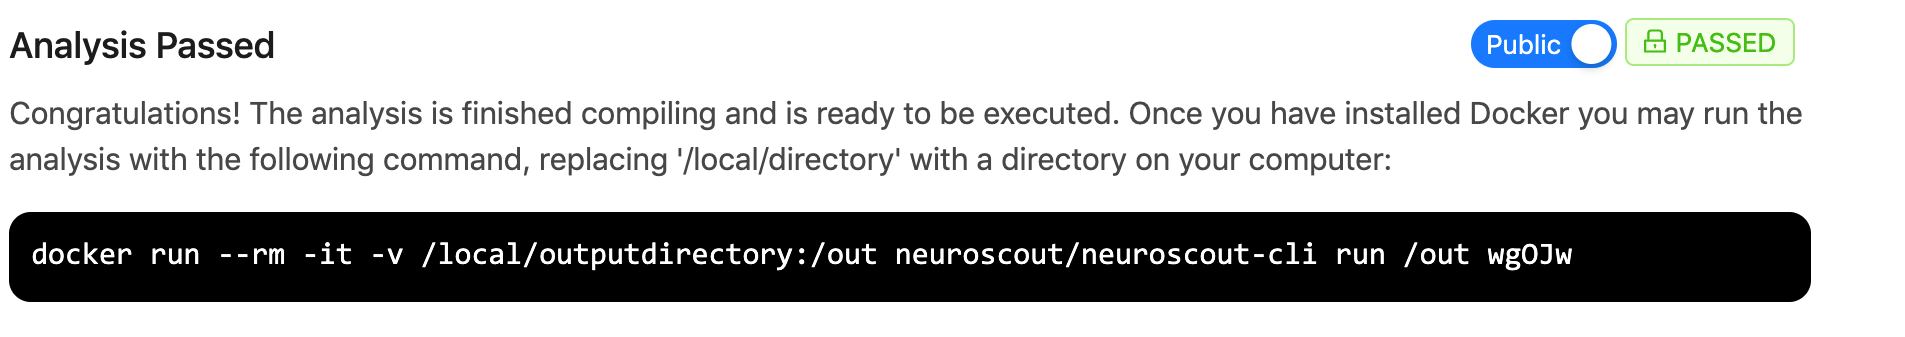 Analysis Passed
Public
PASSED
Congratulations! The analysis is finished compiling and is ready to be executed. Once you have installed Docker you may run the
analysis with the following command, replacing '/local/directory' with a directory on your computer:
docker run --rm -it -v /local/outputdirectory:/out neuroscout/neuroscout-cli run /out wgOJw